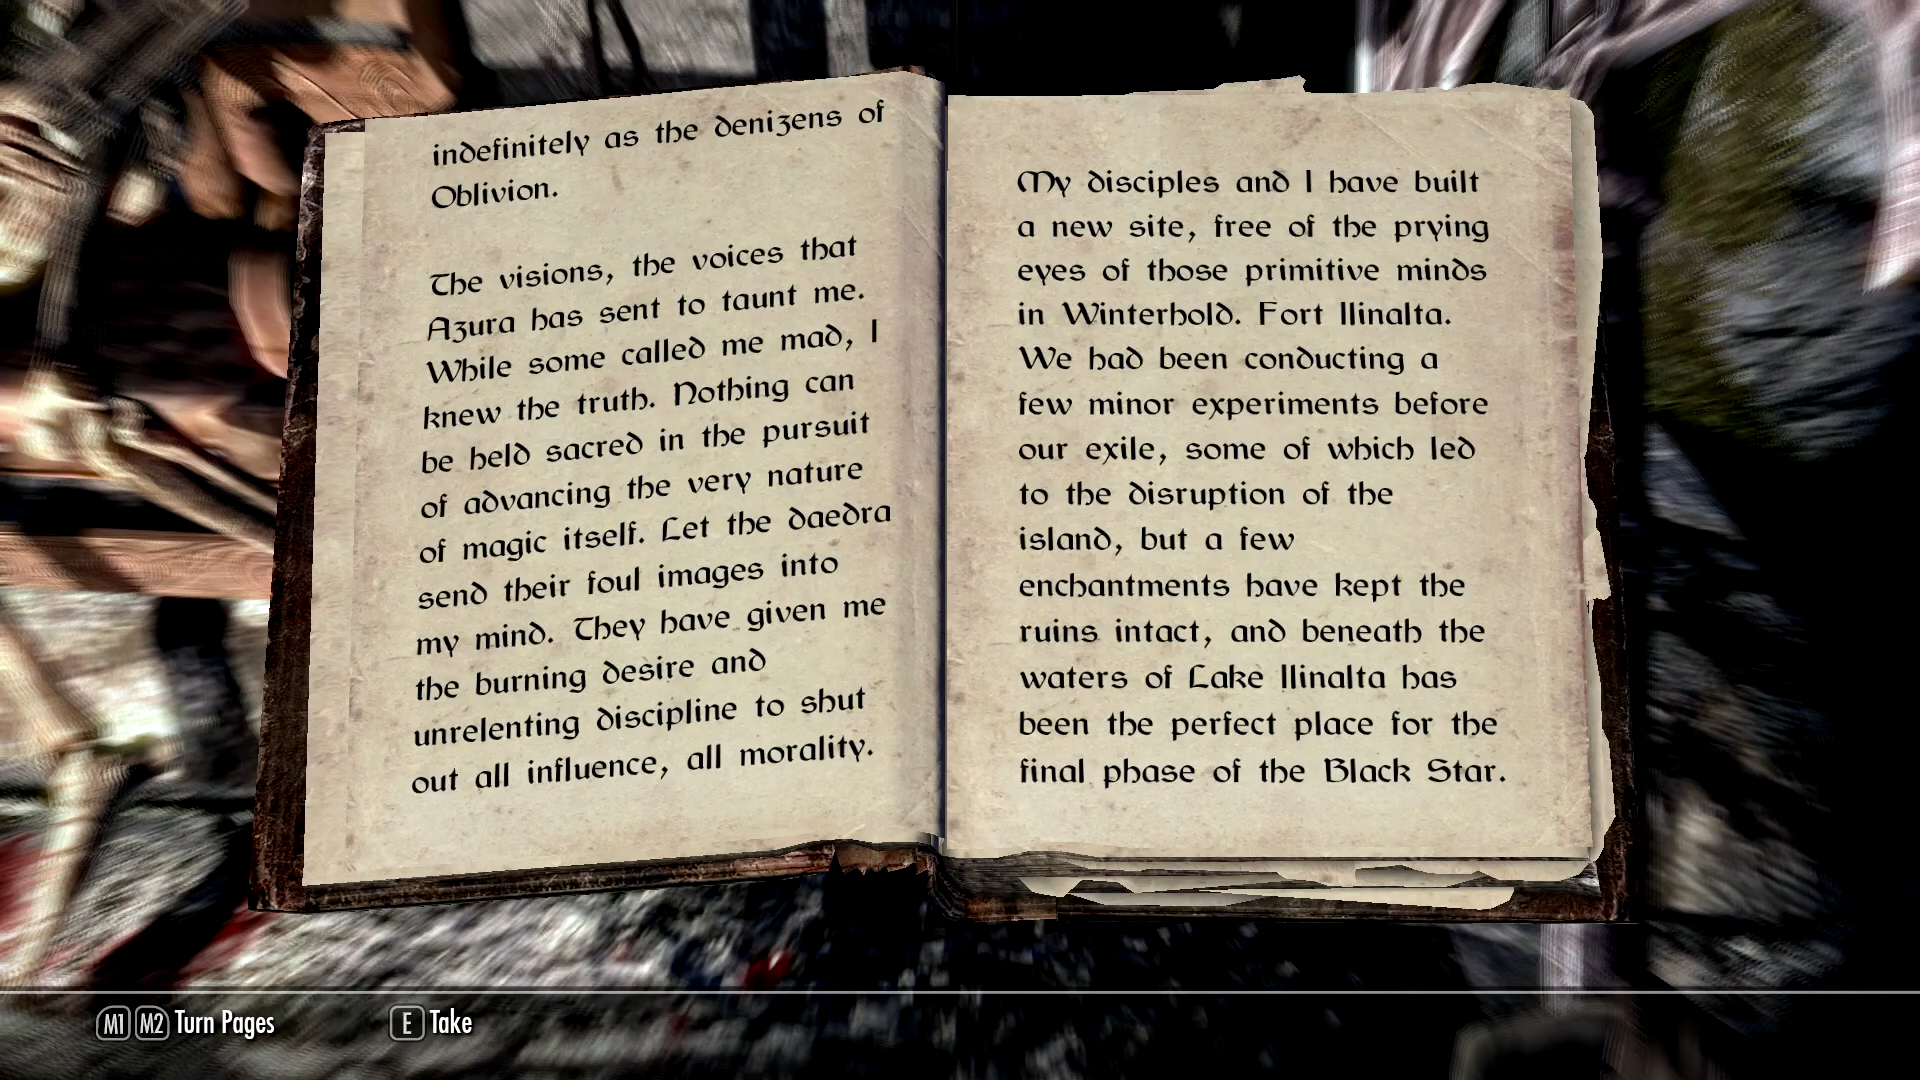 indefinitely as the denizens of
Oblivion.
The visions, the voices that
Azura has sent to taunt me.
While some called me mad, I
knew the truth. Nothing can
be held sacred in the pursuit
of advancing the very nature
of magic itself. Let the daedra
send their foul images into
my mind. They have given me
the burning desire and
unrelenting discipline to shut
out all influence, all morality.
My disciples and I have built
a new site, free of the prying
eyes of those primitive minds
in Winterhold. Fort Ilinalta.
We had been conducting a
few minor experiments before
our exile, some of which led
to the disruption of the
island, but a few
enchantments have kept the
ruins intact, and beneath the
waters of Lake Ilinalta has
been the perfect place for the
final phase of the Black Star.
M1 M2 Turn Pages
E Take